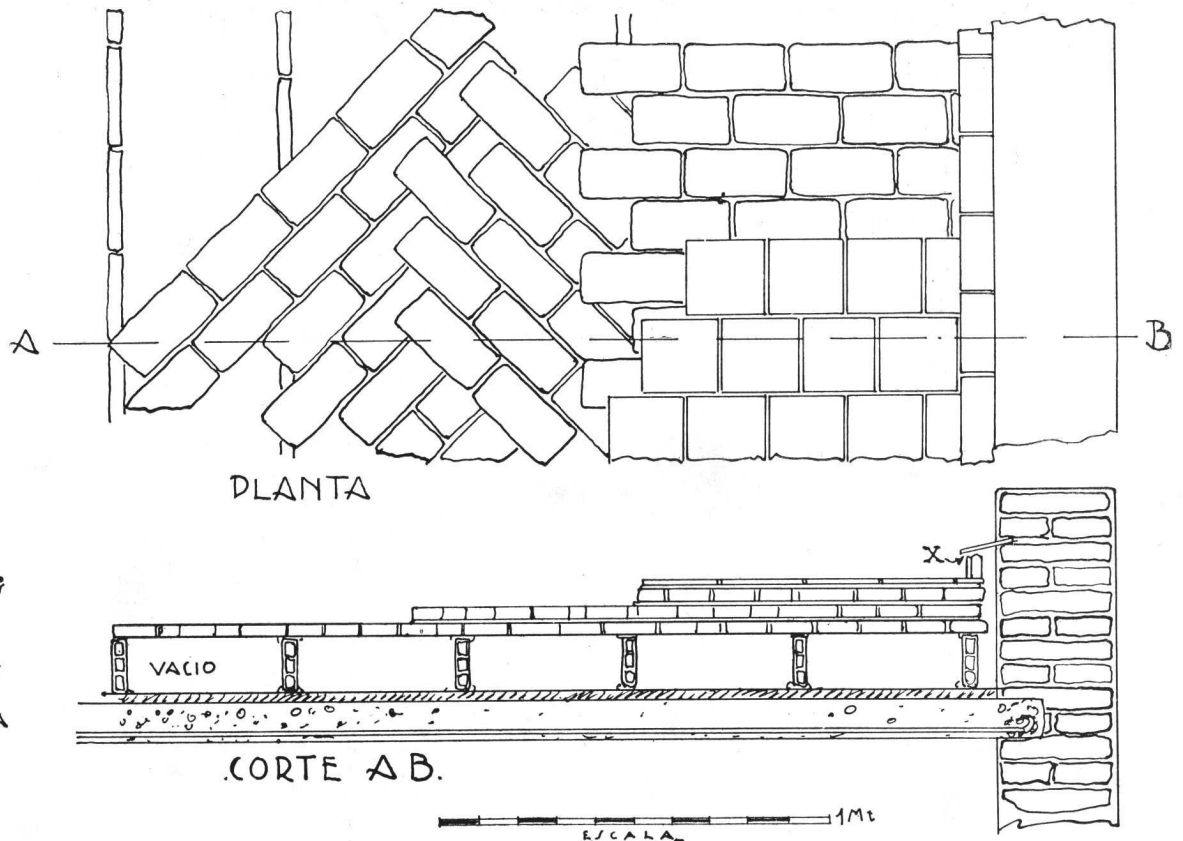 A
B
PLANTA
X
VACIO
.CORTE AB.
1Mt
ESCALA